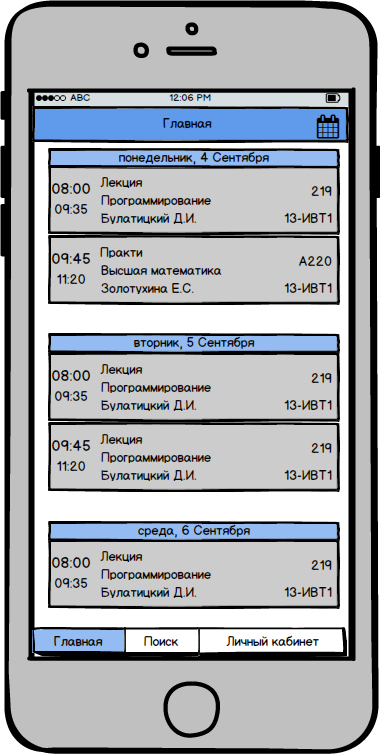 ABC 12:06 PM
Главная
понедельник, 4 Сентября
08:00 Лекция 219
09:35 Программирование
Булатицкий Д.И. 13-ИВТ1
09:45 Практи А220
11:20 Высшая математика
Золотухина Е.С. 13-ИВТ1
вторник, 5 Сентября
08:00 Лекция 219
09:35 Программирование
Булатицкий Д.И. 13-ИВТ1
09:45 Лекция 219
11:20 Программирование
Булатицкий Д.И. 13-ИВТ1
среда, 6 Сентября
08:00 Лекция 219
09:35 Программирование
Булатицкий Д.И. 13-ИВТ1
Главная Поиск Личный кабинет